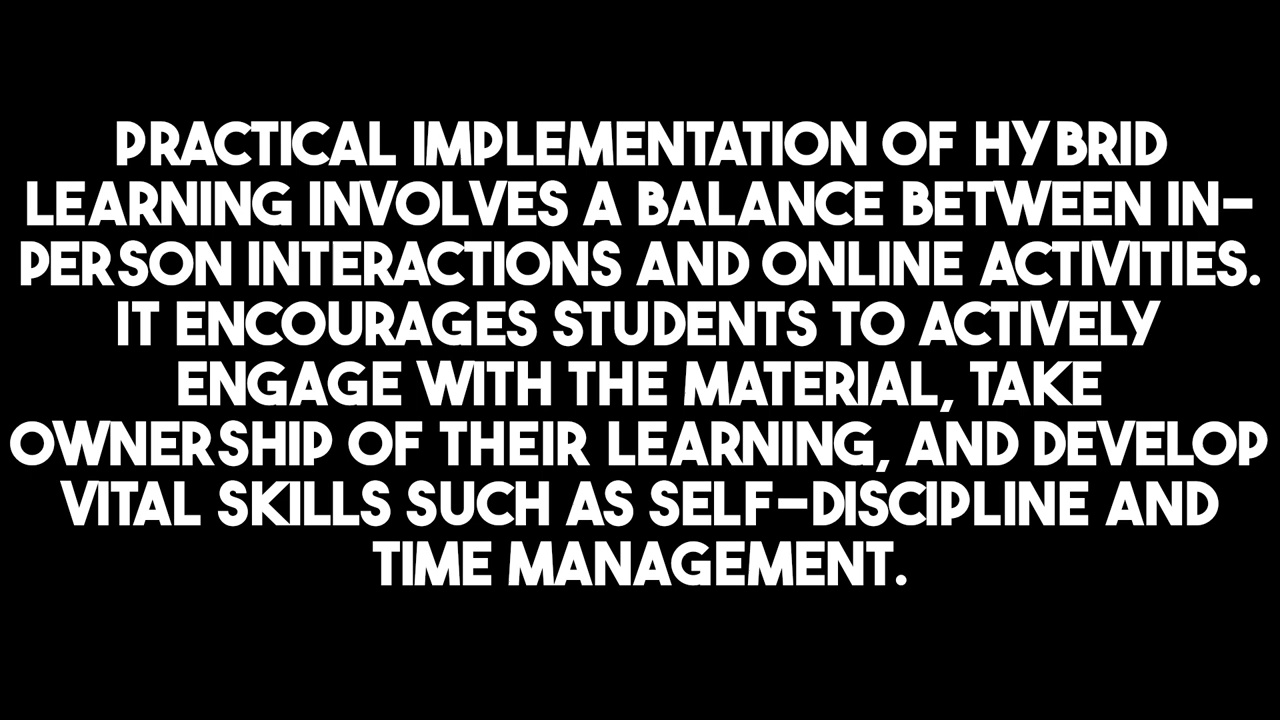 PRACTICAL IMPLEMENTATION OF HYBRID
LEARNING INVOLVES A BALANCE BETWEEN IN-
PERSON INTERACTIONS AND ONLINE ACTIVITIES.
IT ENCOURAGES STUDENTS TO ACTIVELY
ENGAGE WITH THE MATERIAL, TAKE
OWNERSHIP OF THEIR LEARNING, AND DEVELOP
VITAL SKILLS SUCH AS SELF-DISCIPLINE AND
TIME MANAGEMENT.